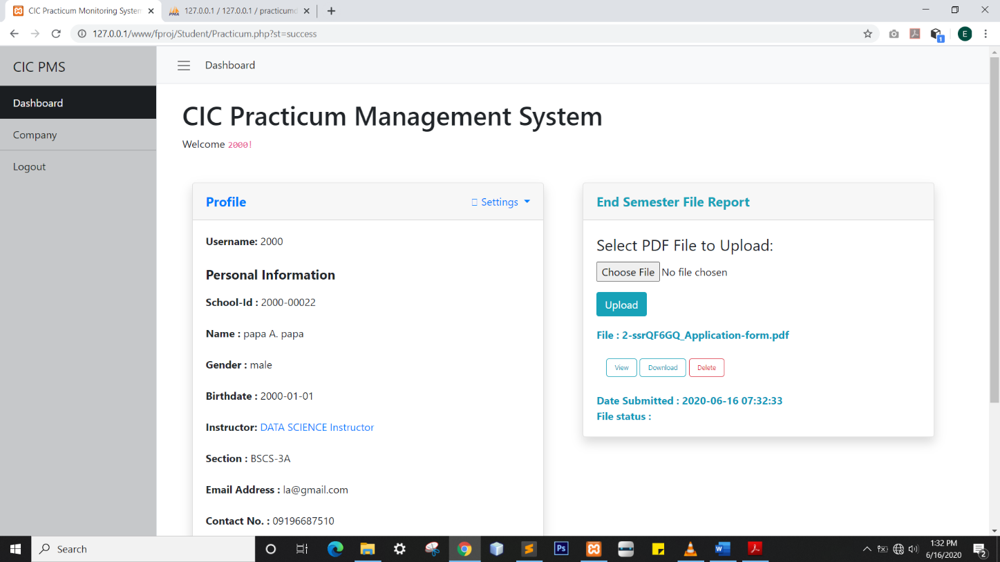 CIC Practicum Monitoring System
127.0.0.1 / 127.0.0.1 / practicumd
127.0.0.1/www/fproj/Student/Practicum.php?st=success
E
1
CIC PMS
Dashboard
Dashboard
Company
Logout
CIC Practicum Management System
Welcome 2000!
Profile
Settings
Username: 2000
Personal Information
School-Id : 2000-00022
Name : papa A. papa
Gender : male
Birthdate : 2000-01-01
Instructor: DATA SCIENCE Instructor
Section : BSCS-3A
Email Address : la@gmail.com
Contact No. : 09196687510
End Semester File Report
Select PDF File to Upload:
Choose File No file chosen
Upload
File : 2-ssrQF6GQ_Application-form.pdf
View Download Delete
Date Submitted : 2020-06-16 07:32:33
File status :
Search
Ps
1:32 PM
6/16/2020
2